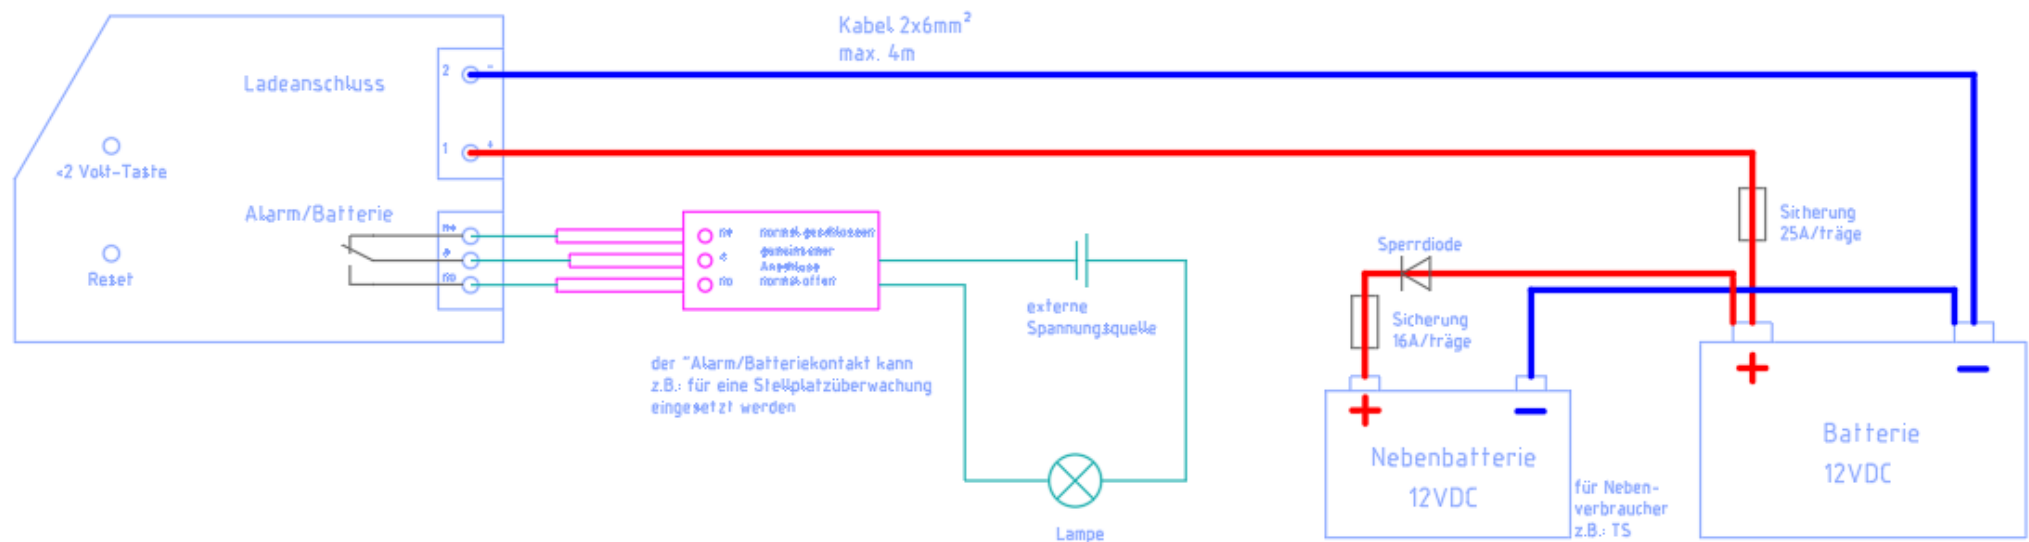 Kabel 2x6mm²
max. 4m
Ladeanschluss
2 -
1 +
<2 Volt-Taste
Alarm/Batterie
Reset
normal geschlossen
gemeinsamer
Anschluss
normal offen
der "Alarm/Batteriekontakt kann
z.B.: für eine Stellplatzüberwachung
eingesetzt werden
externe
Spannungsquelle
Lampe
Sperrdiode
Sicherung
16A/träge
Sicherung
25A/träge
+ −
Nebenbatterie
12VDC
für Neben-
verbraucher
z.B.: TS
+ −
Batterie
12VDC